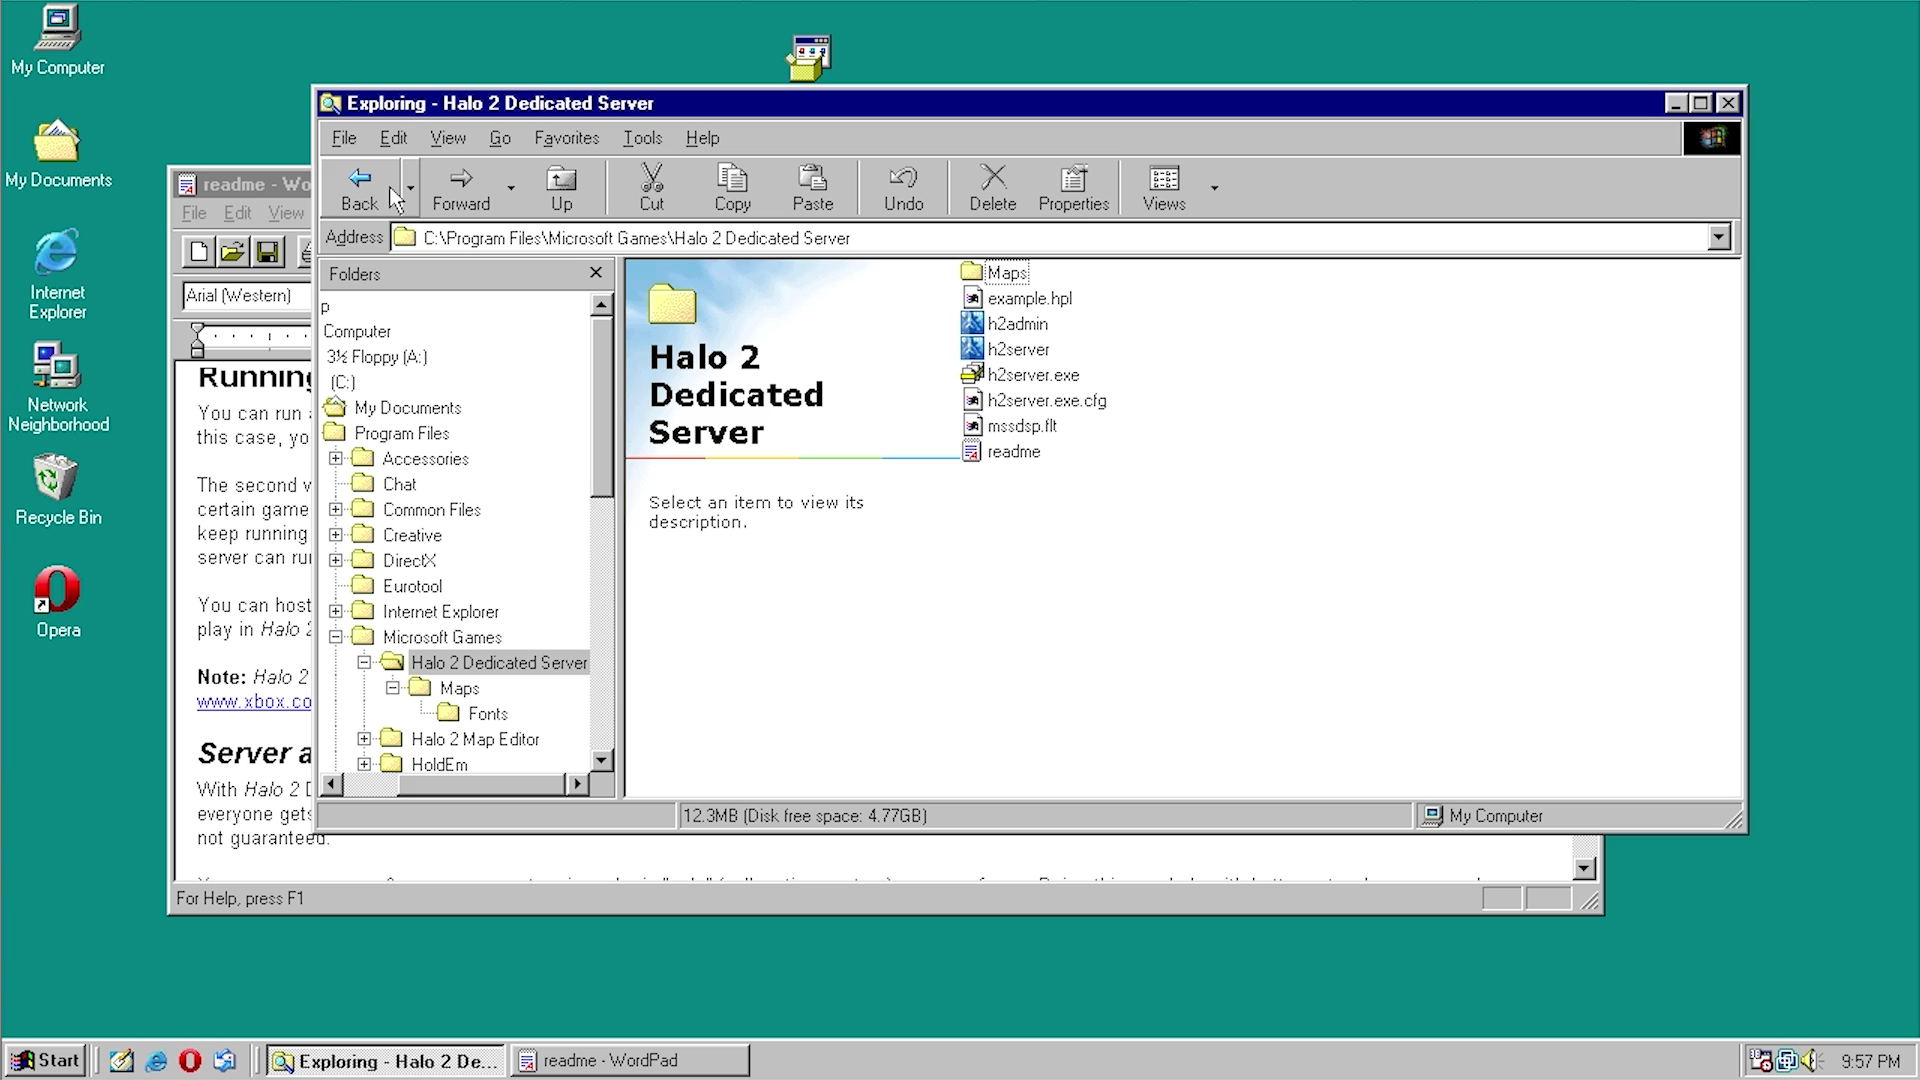 My Computer
My Documents
Internet
Explorer
Network
Neighborhood
Recycle Bin
Opera
Exploring - Halo 2 Dedicated Server
File Edit View Go Favorites Tools Help
Back Forward Up Cut Copy Paste Undo Delete Properties Views
Address C:\Program Files\Microsoft Games\Halo 2 Dedicated Server
Folders
p
Computer
3½ Floppy (A:)
(C:)
My Documents
Program Files
Accessories
Chat
Common Files
Creative
DirectX
Eurotool
Internet Explorer
Microsoft Games
Halo 2 Dedicated Server
Maps
Fonts
Halo 2 Map Editor
HoldEm
Halo 2
Dedicated
Server
Select an item to view its
description.
Maps
example.hpl
h2admin
h2server
h2server.exe
h2server.exe.cfg
mssdsp.flt
readme
12.3MB (Disk free space: 4.77GB)
My Computer
readme - Wo
File Edit View
Arial (Western)
Running
You can run
this case, yo
The second
certain game
keep running
server can ru
You can host
play in Halo 2
Note: Halo 2
www.xbox.co
Server a
With Halo 2
everyone gets
not guaranteed.
For Help, press F1
Start
Exploring - Halo 2 De...
readme - WordPad
9:57 PM